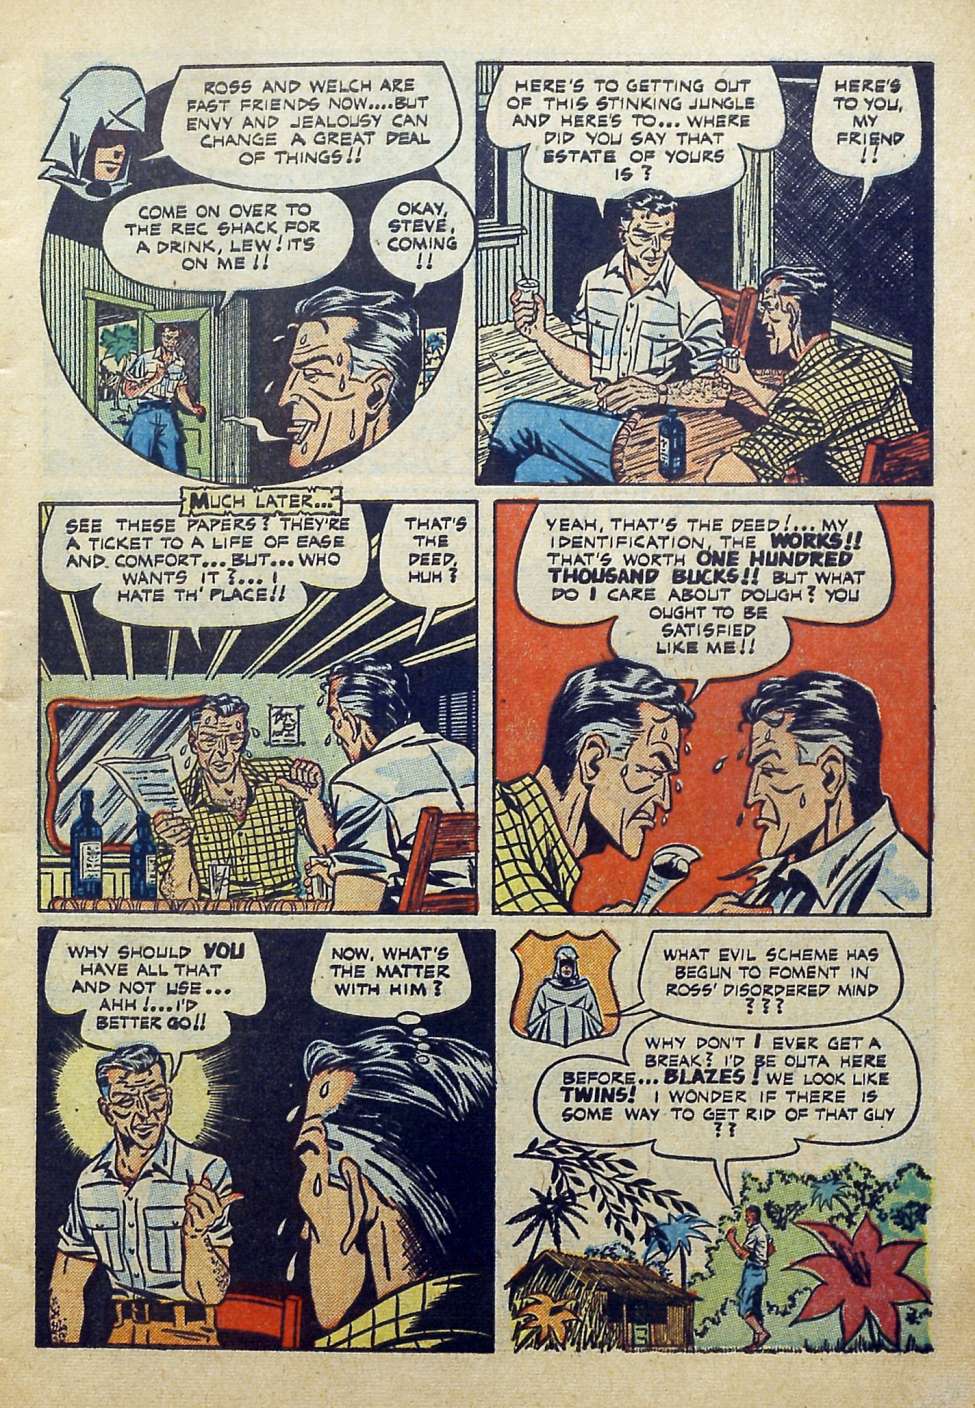 ROSS AND WELCH ARE
FAST FRIENDS NOW....BUT
ENVY AND JEALOUSY CAN
CHANGE A GREAT DEAL
OF THINGS!!
COME ON OVER TO
THE REC SHACK FOR
A DRINK, LEW! ITS
ON ME!!
OKAY,
STEVE,
COMING
!!
HERE'S TO GETTING OUT
OF THIS STINKING JUNGLE
AND HERE'S TO... WHERE
DID YOU SAY THAT
ESTATE OF YOURS
IS?
HERE'S
TO YOU,
MY
FRIEND
!!
MUCH LATER...
SEE THESE PAPERS? THEY'RE
A TICKET TO A LIFE OF EASE
AND COMFORT... BUT... WHO
WANTS IT?... I
HATE TH' PLACE!!
THAT'S
THE
DEED,
HUH?
YEAH, THAT'S THE DEED!... MY
IDENTIFICATION, THE WORKS!!
THAT'S WORTH ONE HUNDRED
THOUSAND BUCKS!! BUT WHAT
DO I CARE ABOUT DOUGH? YOU
OUGHT TO BE
SATISFIED
LIKE ME!!
WHY SHOULD YOU
HAVE ALL THAT
AND NOT USE...
AHH!....I'D
BETTER GO!!
NOW, WHAT'S
THE MATTER
WITH HIM?
WHAT EVIL SCHEME HAS
BEGUN TO FOMENT IN
ROSS' DISORDERED MIND
???
WHY DON'T I EVER GET A
BREAK? I'D BE OUTA HERE
BEFORE... BLAZES! WE LOOK LIKE
TWINS! I WONDER IF THERE IS
SOME WAY TO GET RID OF THAT GUY
??
3